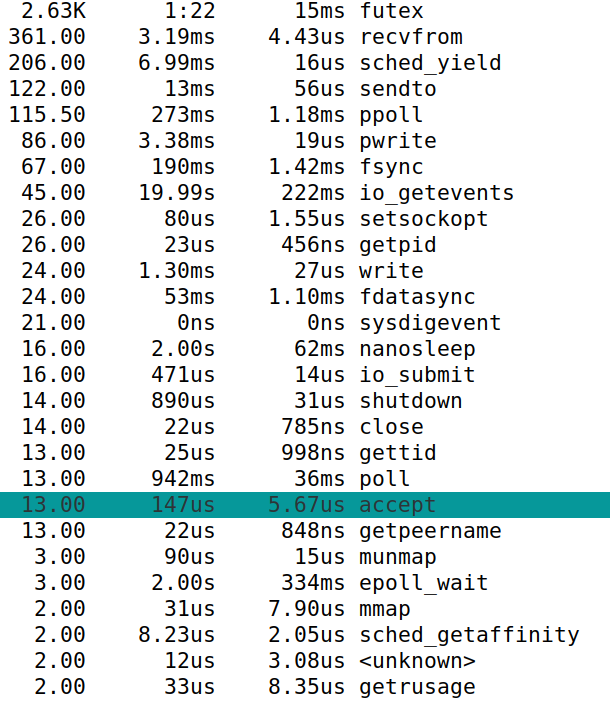 2.63K 1:22 15ms futex
361.00 3.19ms 4.43us recvfrom
206.00 6.99ms 16us sched_yield
122.00 13ms 56us sendto
115.50 273ms 1.18ms ppoll
86.00 3.38ms 19us pwrite
67.00 190ms 1.42ms fsync
45.00 19.99s 222ms io_getevents
26.00 80us 1.55us setsockopt
26.00 23us 456ns getpid
24.00 1.30ms 27us write
24.00 53ms 1.10ms fdatasync
21.00 0ns 0ns sysdigevent
16.00 2.00s 62ms nanosleep
16.00 471us 14us io_submit
14.00 890us 31us shutdown
14.00 22us 785ns close
13.00 25us 998ns gettid
13.00 942ms 36ms poll
13.00 147us 5.67us accept
13.00 22us 848ns getpeername
3.00 90us 15us munmap
3.00 2.00s 334ms epoll_wait
2.00 31us 7.90us mmap
2.00 8.23us 2.05us sched_getaffinity
2.00 12us 3.08us <unknown>
2.00 33us 8.35us getrusage